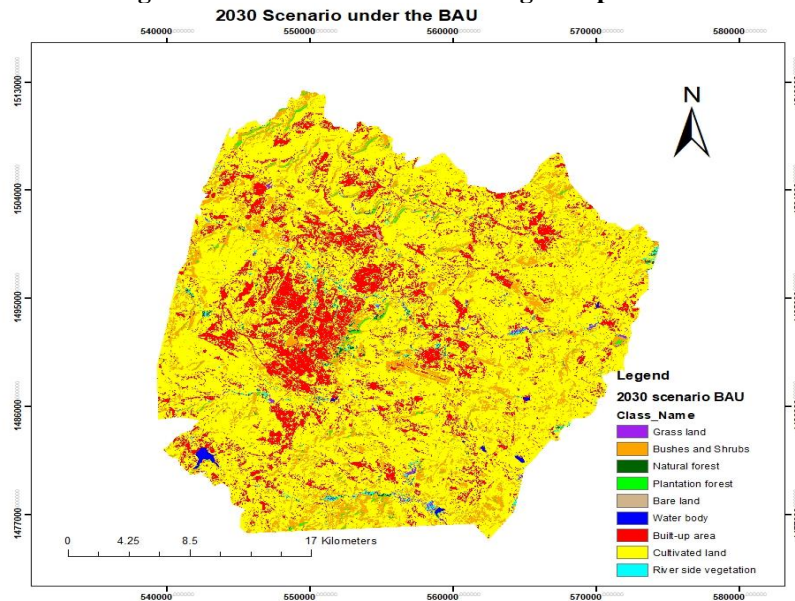 2030 Scenario under the BAU
540000 550000 560000 570000 580000
1513000
1504000
1495000
1486000
1477000
N
Legend
2030 scenario BAU
Class_Name
Grass land
Bushes and Shrubs
Natural forest
Plantation forest
Bare land
Water body
Built-up area
Cultivated land
River side vegetation
0 4.25 8.5 17 Kilometers
540000 550000 560000 570000 580000